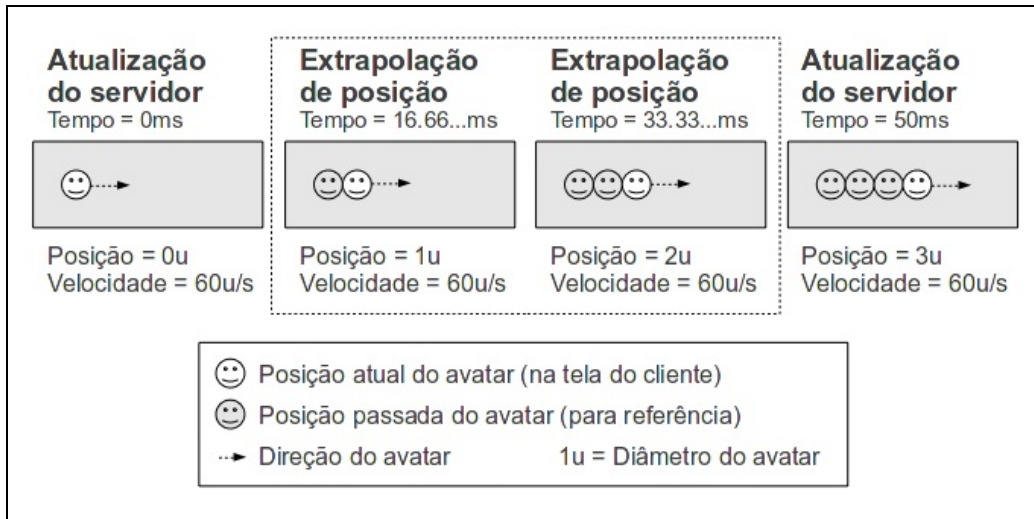 Atualização
do servidor
Tempo = 0ms
Posição = 0u
Velocidade = 60u/s
Extrapolação
de posição
Tempo = 16.66...ms
Posição = 1u
Velocidade = 60u/s
Extrapolação
de posição
Tempo = 33.33...ms
Posição = 2u
Velocidade = 60u/s
Atualização
do servidor
Tempo = 50ms
Posição = 3u
Velocidade = 60u/s
Posição atual do avatar (na tela do cliente)
Posição passada do avatar (para referência)
Direção do avatar 1u = Diâmetro do avatar